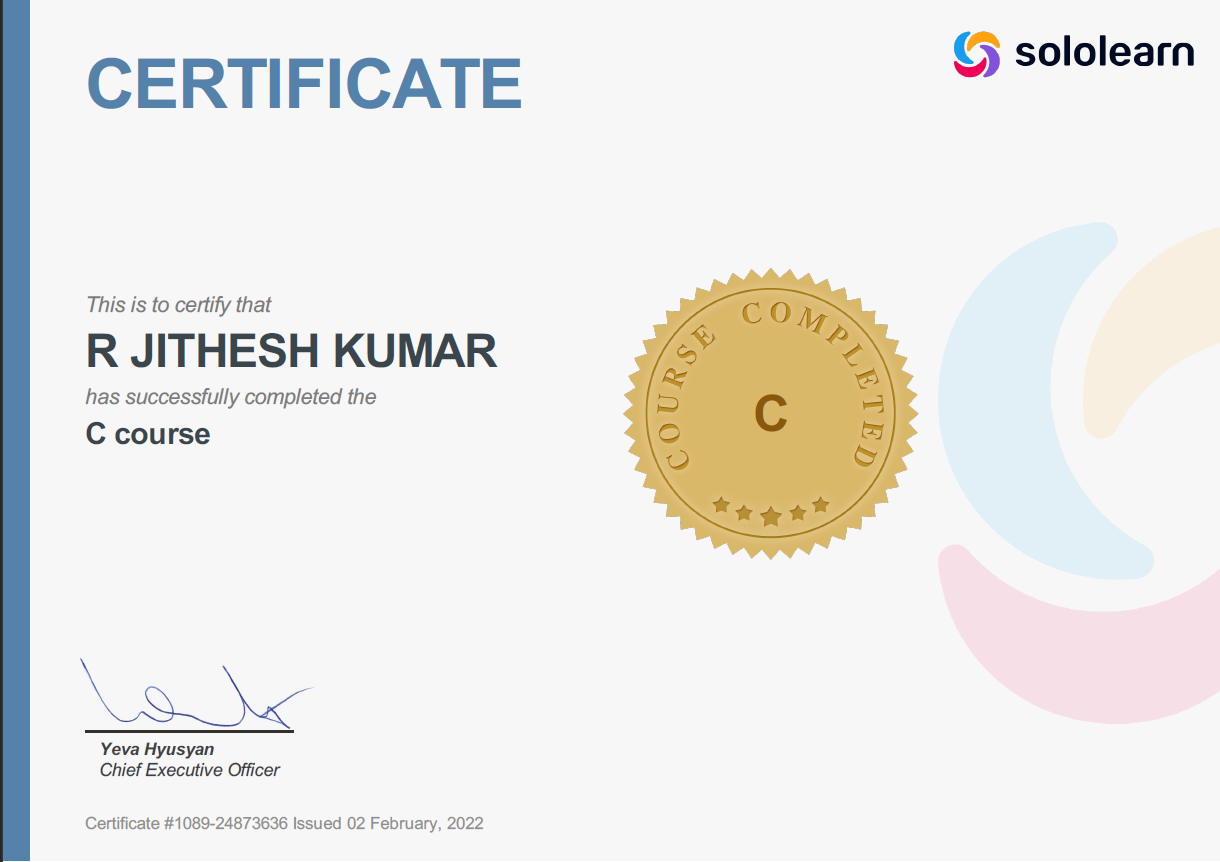 CERTIFICATE
sololearn
This is to certify that
R JITHESH KUMAR
has successfully completed the
C course
COURSE COMPLETED
C
Yeva Hyusyan
Chief Executive Officer
Certificate #1089-24873636 Issued 02 February, 2022